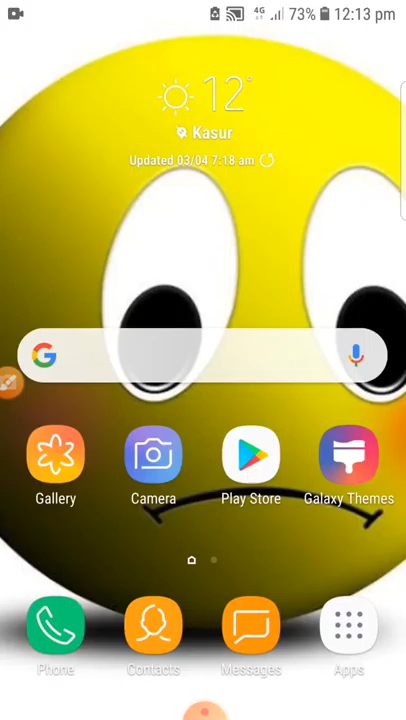 4G 73% 12:13 pm
12°
Kasur
Updated 03/04 7:18 am
G
Gallery Camera Play Store Galaxy Themes
Phone Contacts Messages Apps